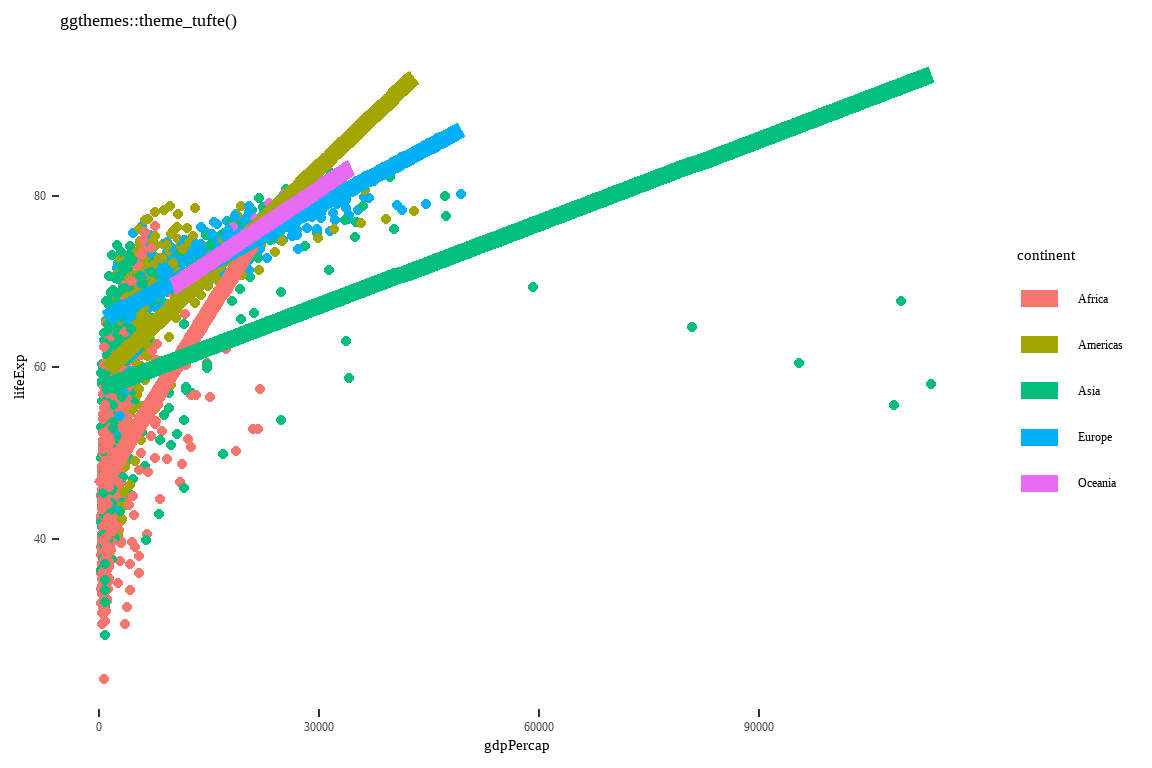 ggthemes::theme_tufte()
lifeExp
80
60
40
0
30000
60000
90000
gdpPercap
continent
Africa
Americas
Asia
Europe
Oceania